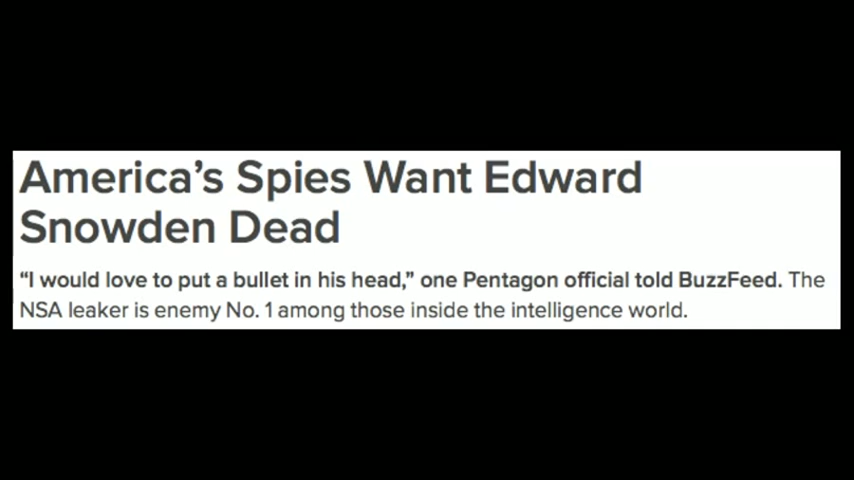 America’s Spies Want Edward
Snowden Dead
“I would love to put a bullet in his head,” one Pentagon official told BuzzFeed. The
NSA leaker is enemy No. 1 among those inside the intelligence world.